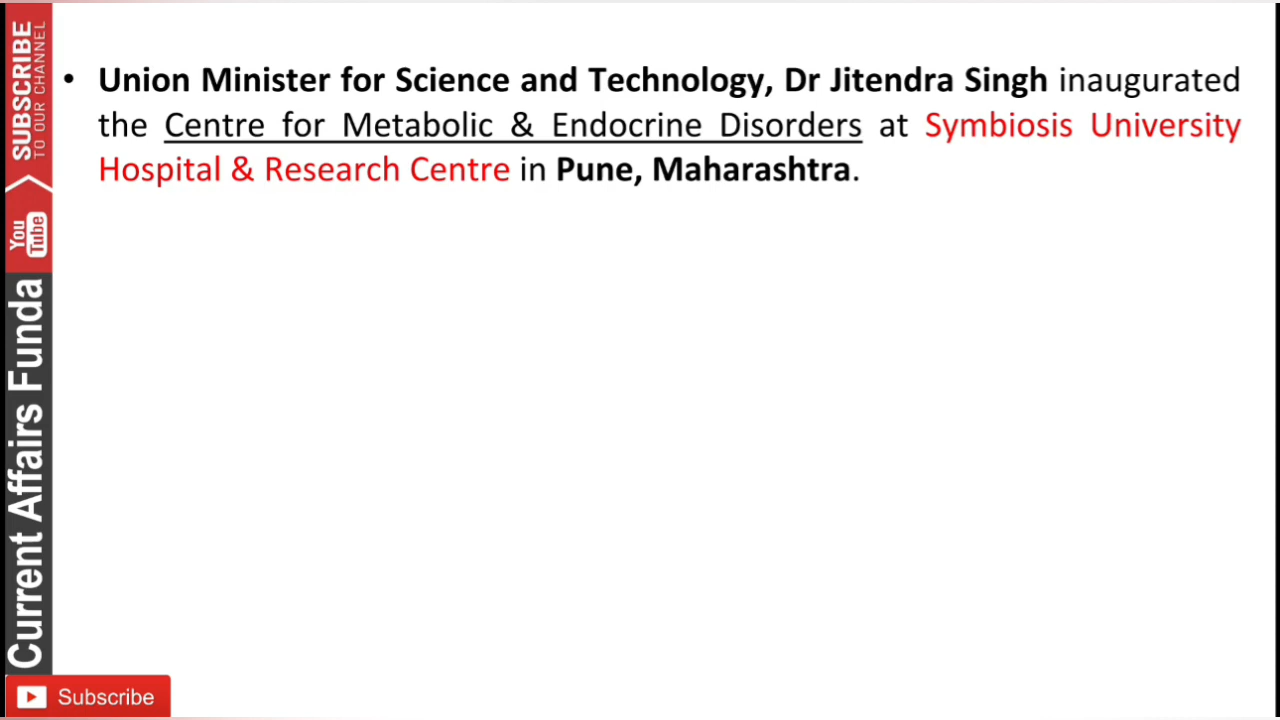 SUBSCRIBE
TO OUR CHANNEL
You
Tube
Current Affairs Funda
• Union Minister for Science and Technology, Dr Jitendra Singh inaugurated
the Centre for Metabolic & Endocrine Disorders at Symbiosis University
Hospital & Research Centre in Pune, Maharashtra.
Subscribe